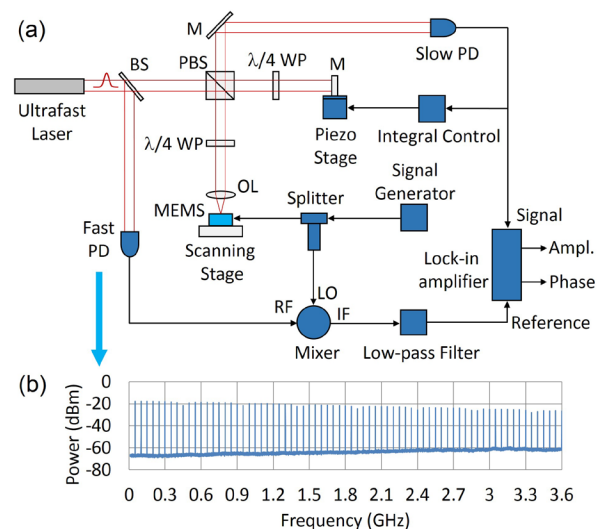 (a)
M
Slow PD
BS
PBS
λ/4 WP
M
Ultrafast
Laser
Piezo
Stage
Integral Control
λ/4 WP
OL
Splitter
Signal
Generator
MEMS
Scanning
Stage
Signal
Fast
PD
Lock-in
amplifier
Ampl.
Phase
LO
RF
IF
Mixer
Low-pass Filter
Reference
(b)
Power (dBm)
0
-20
-40
-60
-80
0 0.3 0.6 0.9 1.2 1.5 1.8 2.1 2.4 2.7 3 3.3 3.6
Frequency (GHz)